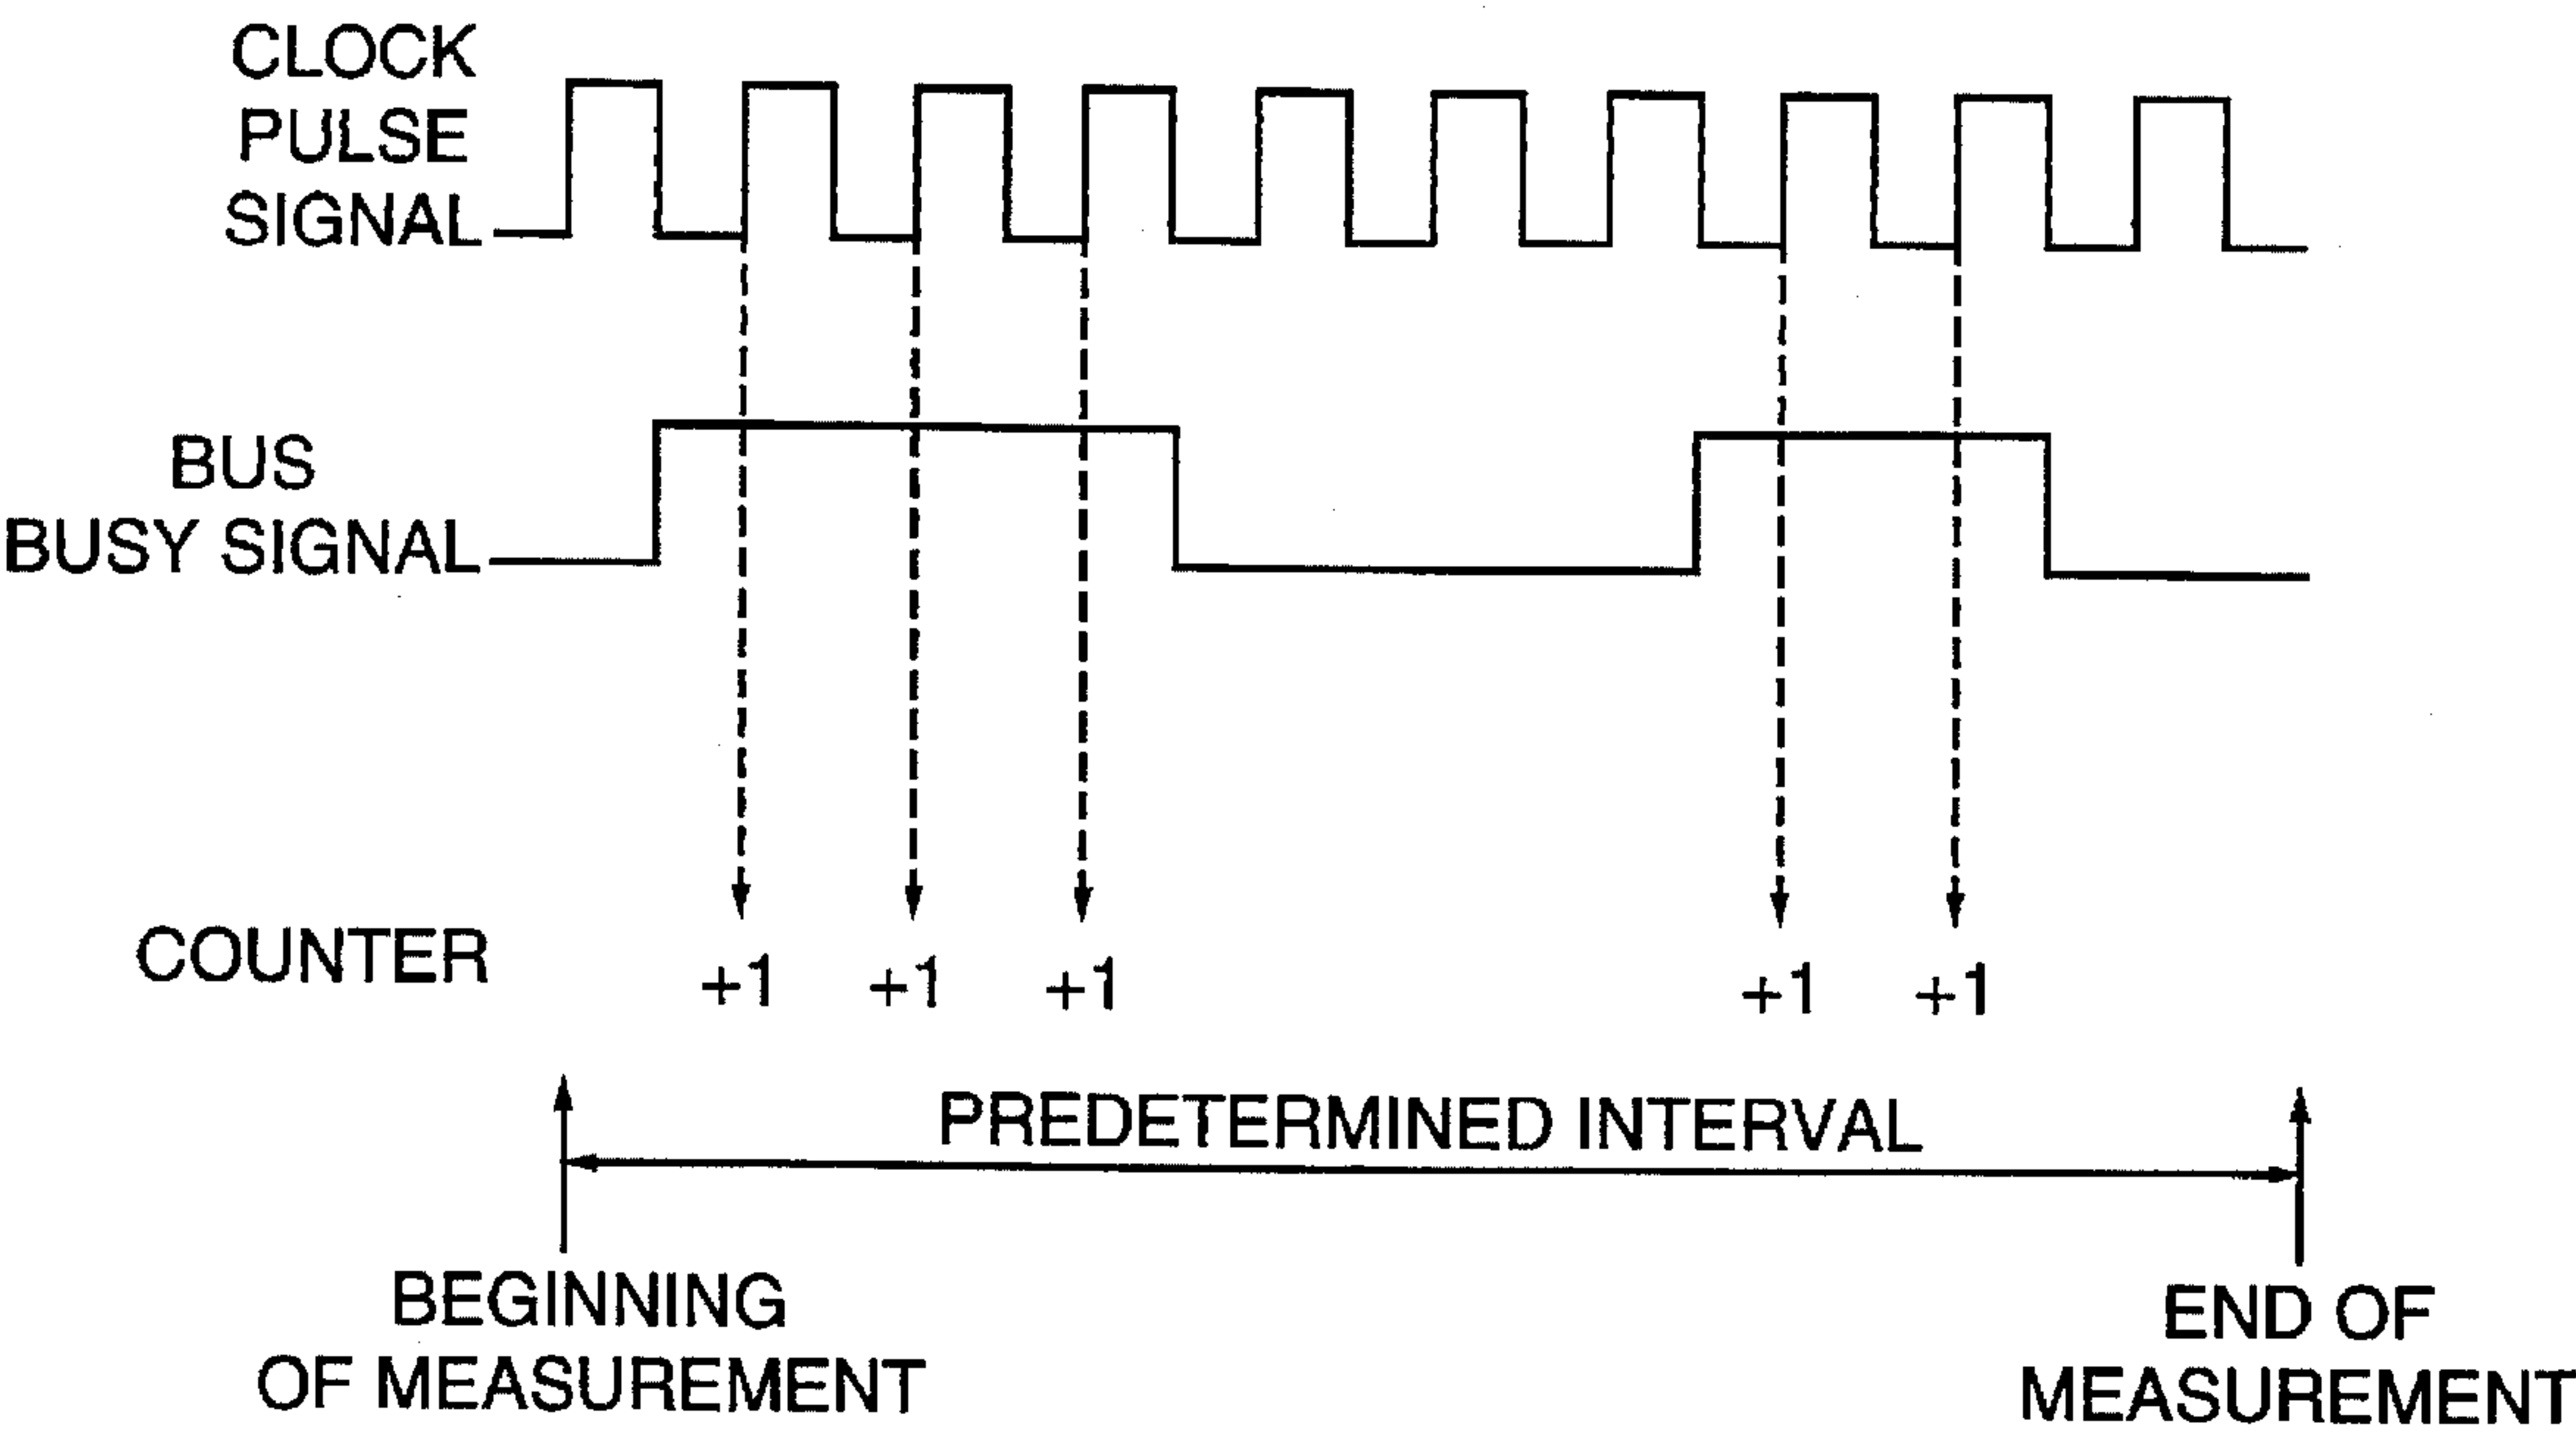 CLOCK
PULSE
SIGNAL
BUS
BUSY SIGNAL
COUNTER
+1 +1 +1 +1 +1
PREDETERMINED INTERVAL
BEGINNING
OF MEASUREMENT
END OF
MEASUREMENT